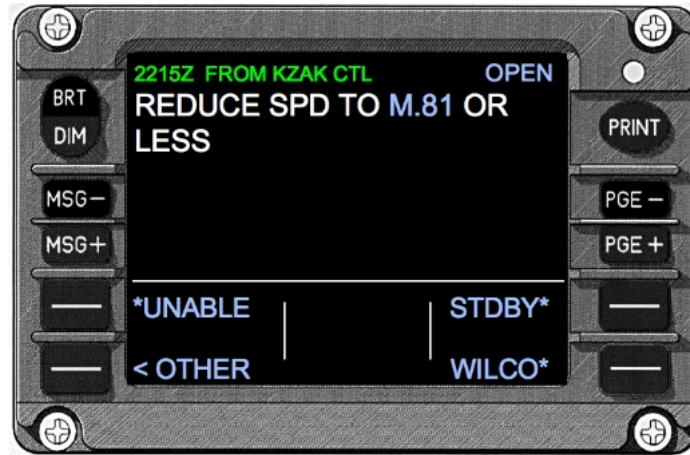 2215Z FROM KZAK CTL OPEN
REDUCE SPD TO M.81 OR
LESS
BRT
DIM
PRINT
MSG-
PGE -
MSG+
PGE +
*UNABLE STDBY*
< OTHER WILCO*